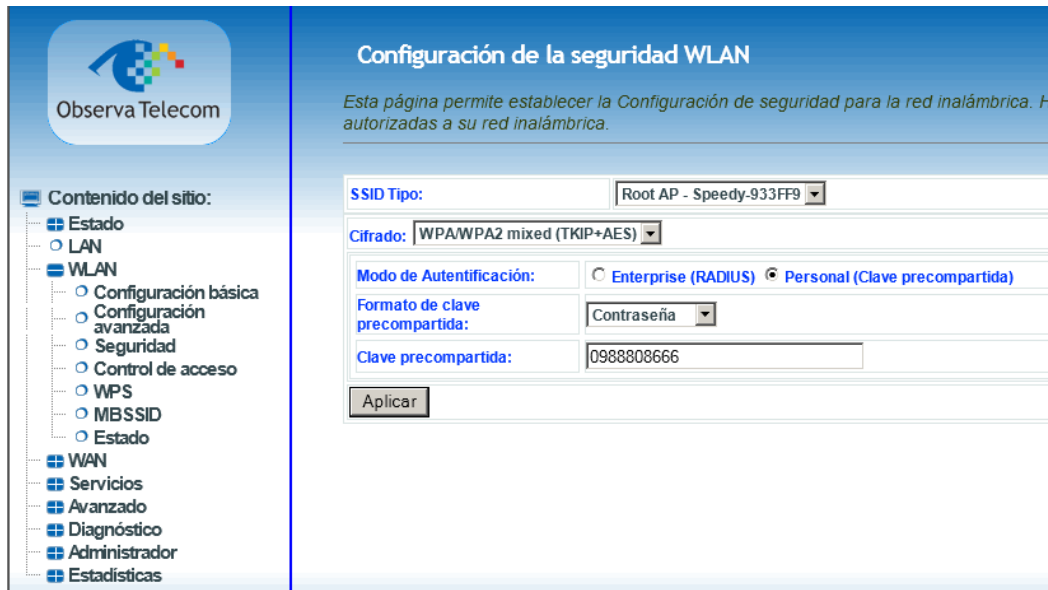 Observa Telecom
Contenido del sitio:
Estado
LAN
WLAN
Configuración básica
Configuración
avanzada
Seguridad
Control de acceso
WPS
MBSSID
Estado
WAN
Servicios
Avanzado
Diagnóstico
Administrador
Estadísticas
Configuración de la seguridad WLAN
Esta página permite establecer la Configuración de seguridad para la red inalámbrica. H
autorizadas a su red inalámbrica.
SSID Tipo: Root AP - Speedy-933FF9
Cifrado: WPA/WPA2 mixed (TKIP+AES)
Modo de Autentificación: Enterprise (RADIUS) Personal (Clave precompartida)
Formato de clave
precompartida: Contraseña
Clave precompartida: 0988808666
Aplicar